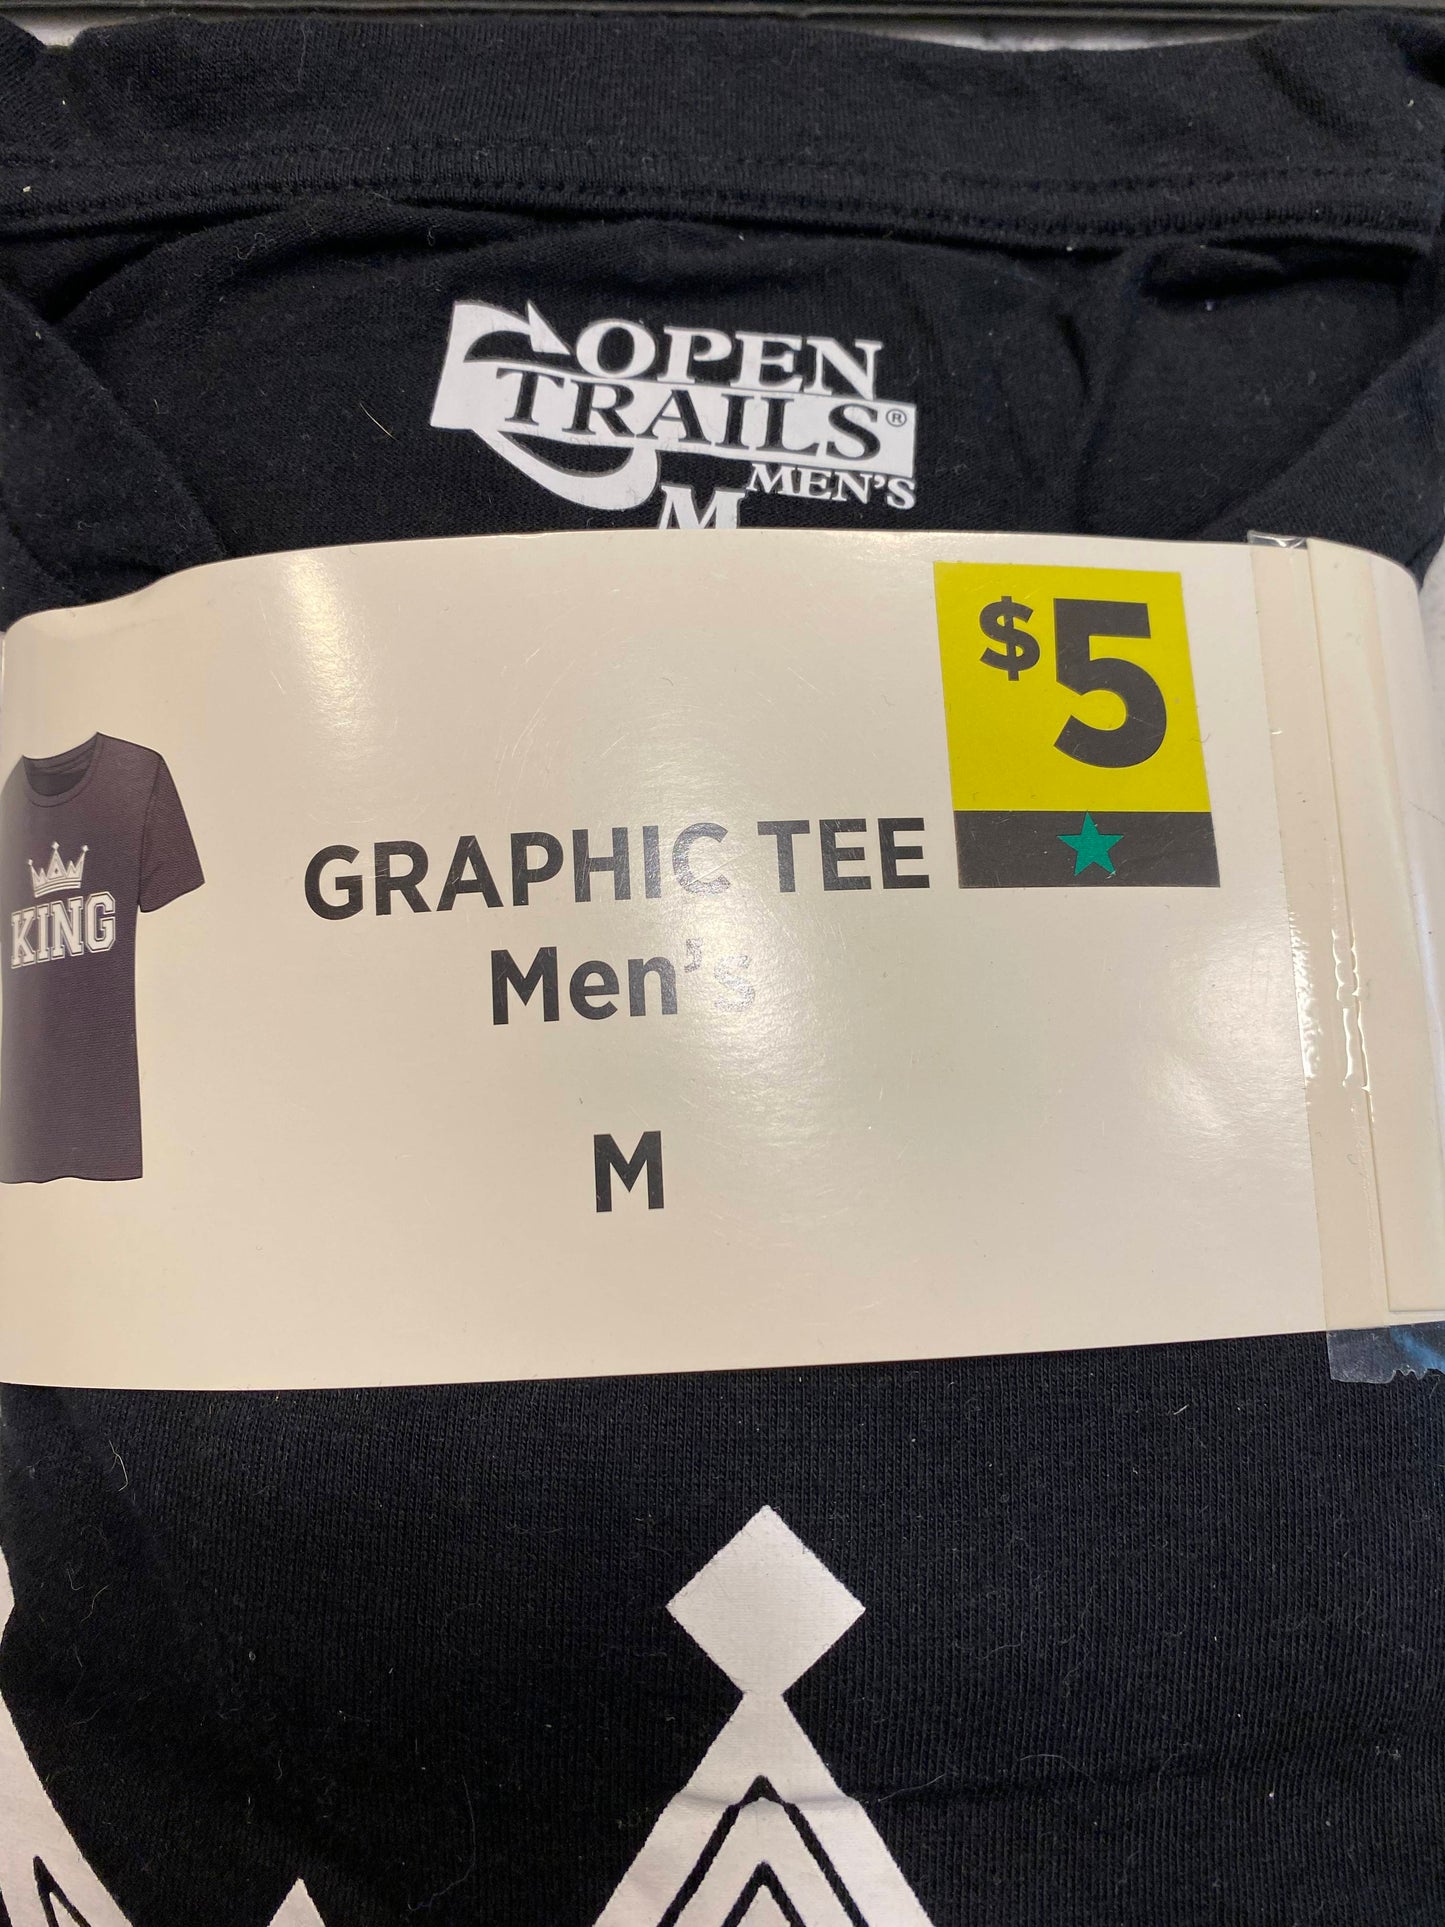 OPEN
TRAILS®
MEN'S
M
$5
KING
GRAPHIC TEE
Men's
M